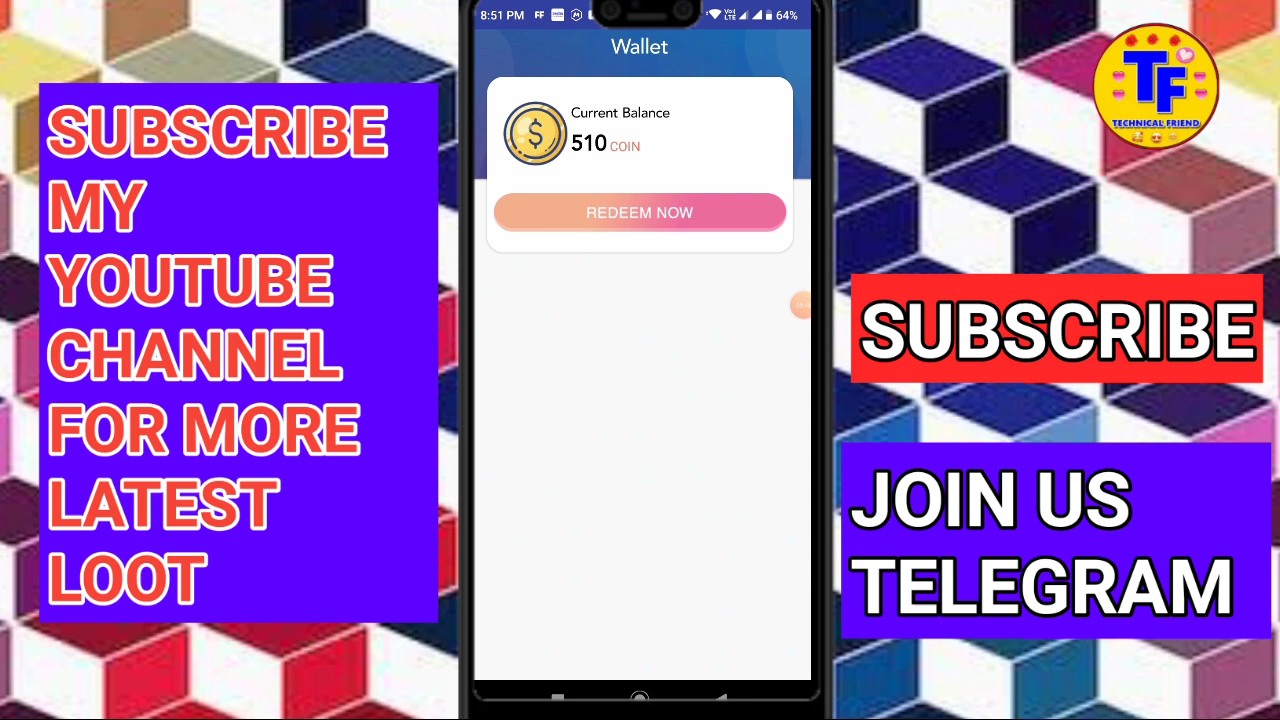 8:51 PM FF 64%
Wallet
Current Balance
510 COIN
REDEEM NOW
SUBSCRIBE
MY
YOUTUBE
CHANNEL
FOR MORE
LATEST
LOOT
TF
TECHNICAL FRIEND
SUBSCRIBE
JOIN US
TELEGRAM